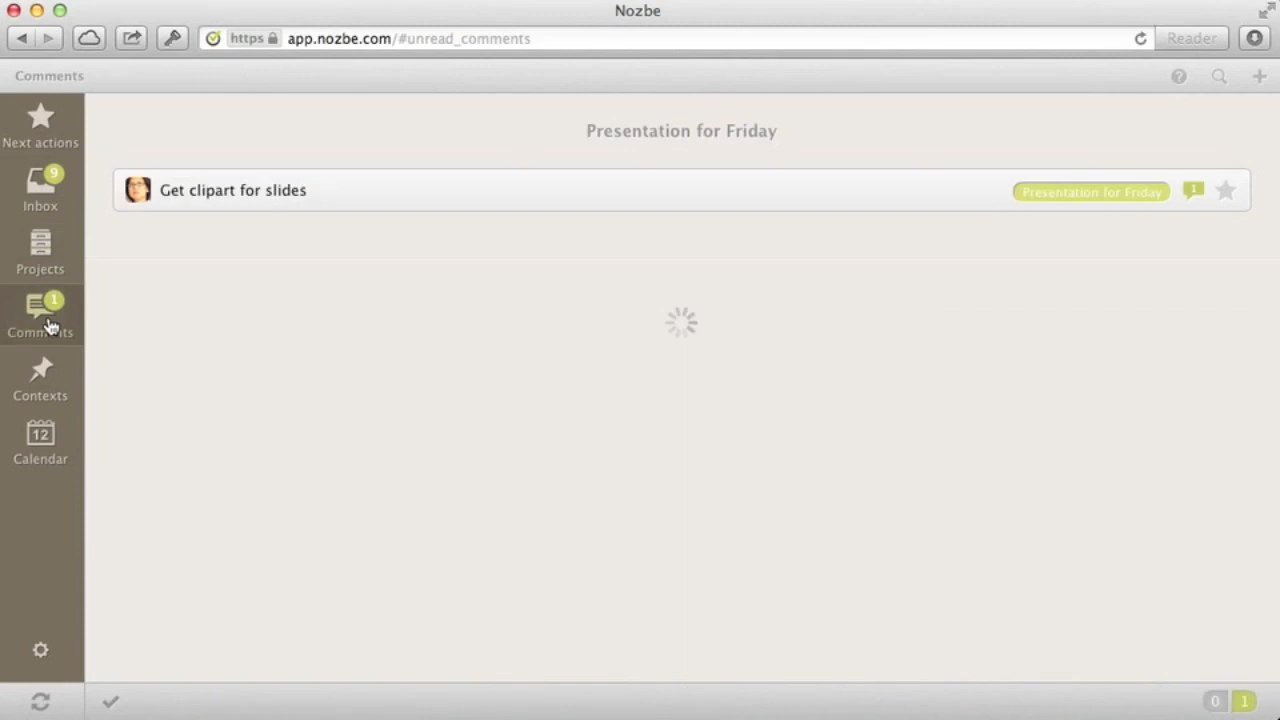 Nozbe
https app.nozbe.com/#unread_comments Reader
Comments
Next actions
9
Inbox
Projects
1
Comments
Contexts
12
Calendar
Presentation for Friday
Get clipart for slides Presentation for Friday 1
0 1